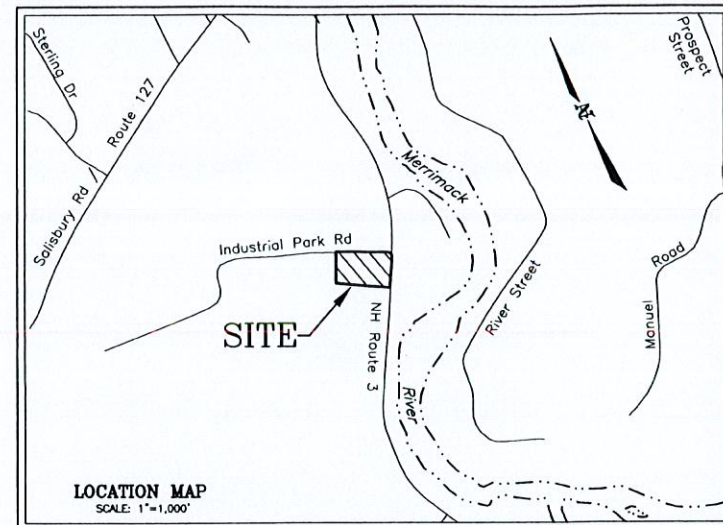 Sterling Dr
Route 127
Salisbury Rd
Prospect
Street
N
Merrimack
Industrial Park Rd
SITE
NH Route 3
River
River Street
Manuel
Road
LOCATION MAP
SCALE: 1"=1,000'